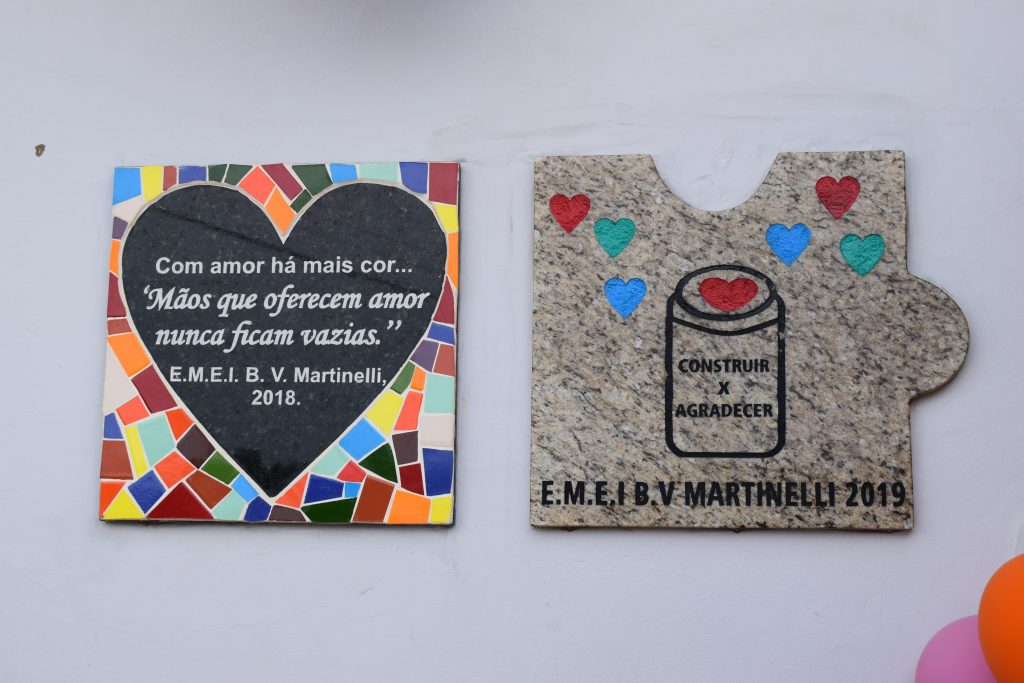 Com amor há mais cor...
“Mãos que oferecem amor
nunca ficam vazias.”
E.M.E.I. B. V. Martinelli,
2018.
CONSTRUIR
X
AGRADECER
E.M.E.I B.V MARTINELLI 2019